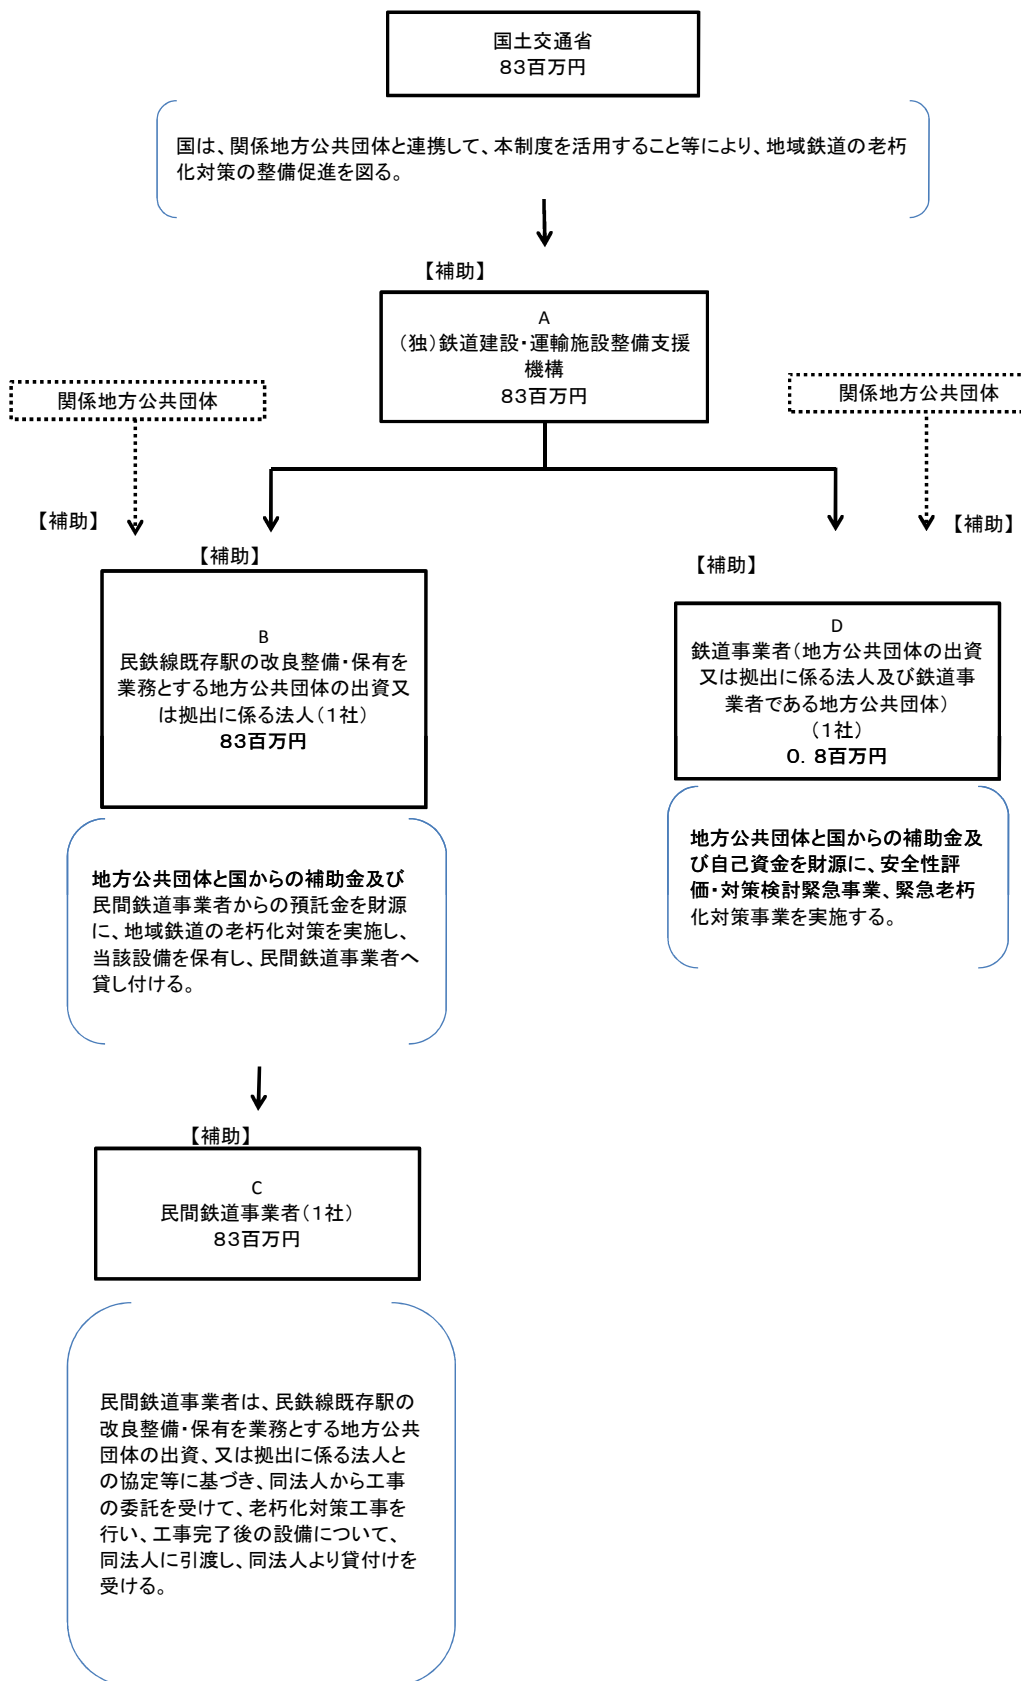 国土交通省
83百万円
国は、関係地方公共団体と連携して、本制度を活用すること等により、地域鉄道の老朽
化対策の整備促進を図る。
【補助】
A
（独）鉄道建設・運輸施設整備支援
機構
83百万円
関係地方公共団体
関係地方公共団体
【補助】
【補助】
【補助】
【補助】
B
民鉄線既存駅の改良整備・保有を
業務とする地方公共団体の出資又
は拠出に係る法人（1社）
83百万円
D
鉄道事業者（地方公共団体の出資
又は拠出に係る法人及び鉄道事
業者である地方公共団体）
（1社）
0．8百万円
地方公共団体と国からの補助金及び
民間鉄道事業者からの預託金を財源
に、地域鉄道の老朽化対策を実施し、
当該設備を保有し、民間鉄道事業者へ
貸し付ける。
地方公共団体と国からの補助金及
び自己資金を財源に、安全性評
価・対策検討緊急事業、緊急老朽
化対策事業を実施する。
【補助】
C
民間鉄道事業者（1社）
83百万円
民間鉄道事業者は、民鉄線既存駅の
改良整備・保有を業務とする地方公共
団体の出資、又は拠出に係る法人と
の協定等に基づき、同法人から工事
の委託を受けて、老朽化対策工事を
行い、工事完了後の設備について、
同法人に引渡し、同法人より貸付けを
受ける。